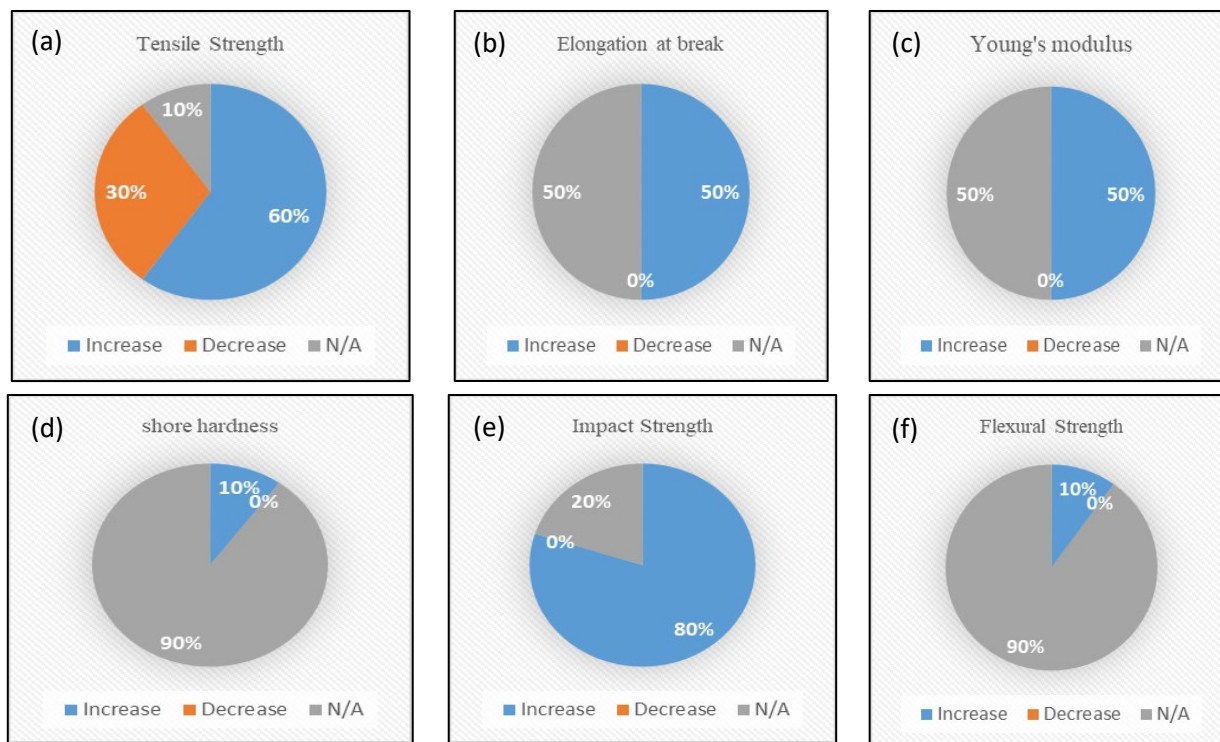 (a)
Tensile Strength
10%
30%
60%
Increase Decrease N/A
(b)
Elongation at break
50% 50%
0%
Increase Decrease N/A
(c)
Young's modulus
50% 50%
0%
Increase Decrease N/A
(d)
shore hardness
10%
0%
90%
Increase Decrease N/A
(e)
Impact Strength
20%
0%
80%
Increase Decrease N/A
(f)
Flexural Strength
10%
0%
90%
Increase Decrease N/A